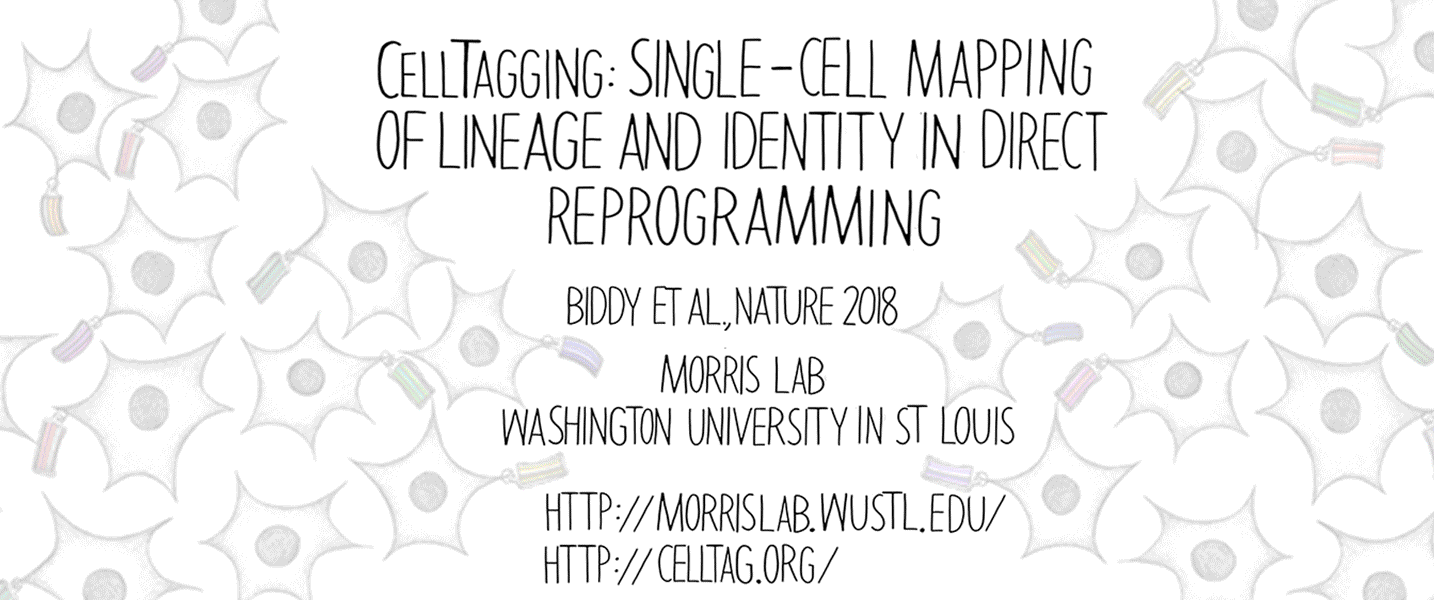 CELLTAGGING: SINGLE-CELL MAPPING
OF LINEAGE AND IDENTITY IN DIRECT
REPROGRAMMING
BIDDY ET AL., NATURE 2018
MORRIS LAB
WASHINGTON UNIVERSITY IN ST LOUIS
HTTP://MORRISLAB.WUSTL.EDU/
HTTP://CELLTAG.ORG/